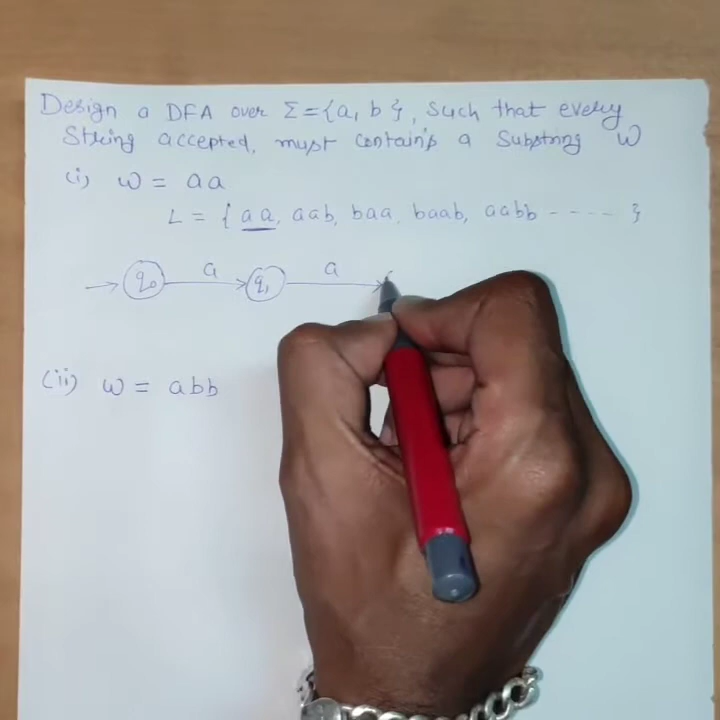 Design a DFA over Σ={a, b}, such that every
String accepted, must contain's a Substring W
(i) w = aa
L = { aa, aab, baa, baab, aabb ---- }
q₀ a q₁ a
(ii) w = abb